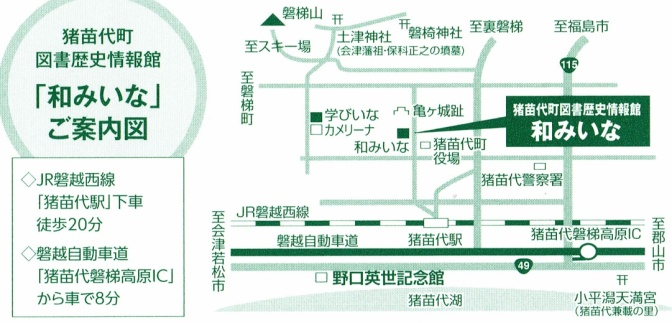 猪苗代町
図書歴史情報館
「和みいな」
ご案内図
◇JR磐越西線
「猪苗代駅」下車
徒歩20分
◇磐越自動車道
「猪苗代磐梯高原IC」
から車で8分
磐梯山
至スキー場
土津神社
(会津藩祖・保科正之の墳墓)
磐椅神社
至裏磐梯
至福島市
115
至磐梯町
学びいな
カメリーナ
亀ヶ城趾
和みいな
猪苗代町図書歴史情報館
和みいな
猪苗代町
役場
猪苗代警察署
至会津若松市
JR磐越西線
猪苗代駅
磐越自動車道
猪苗代磐梯高原IC
至郡山市
49
野口英世記念館
猪苗代湖
小平潟天満宮
(猪苗代兼載の里)